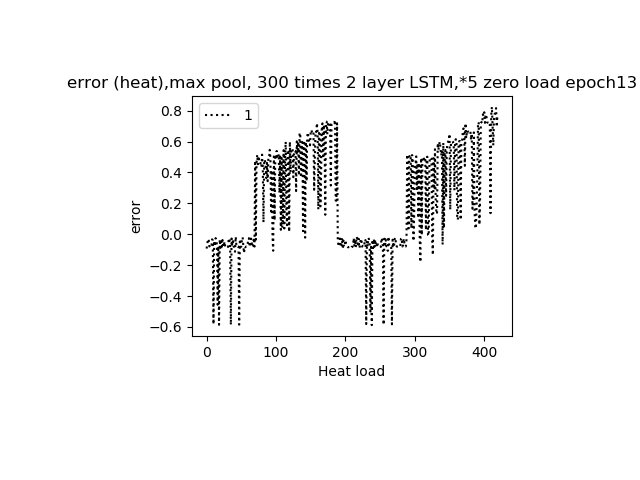 error (heat),max pool, 300 times 2 layer LSTM,*5 zero load epoch13
1
0.8
0.6
0.4
0.2
0.0
−0.2
−0.4
−0.6
error
0 100 200 300 400
Heat load